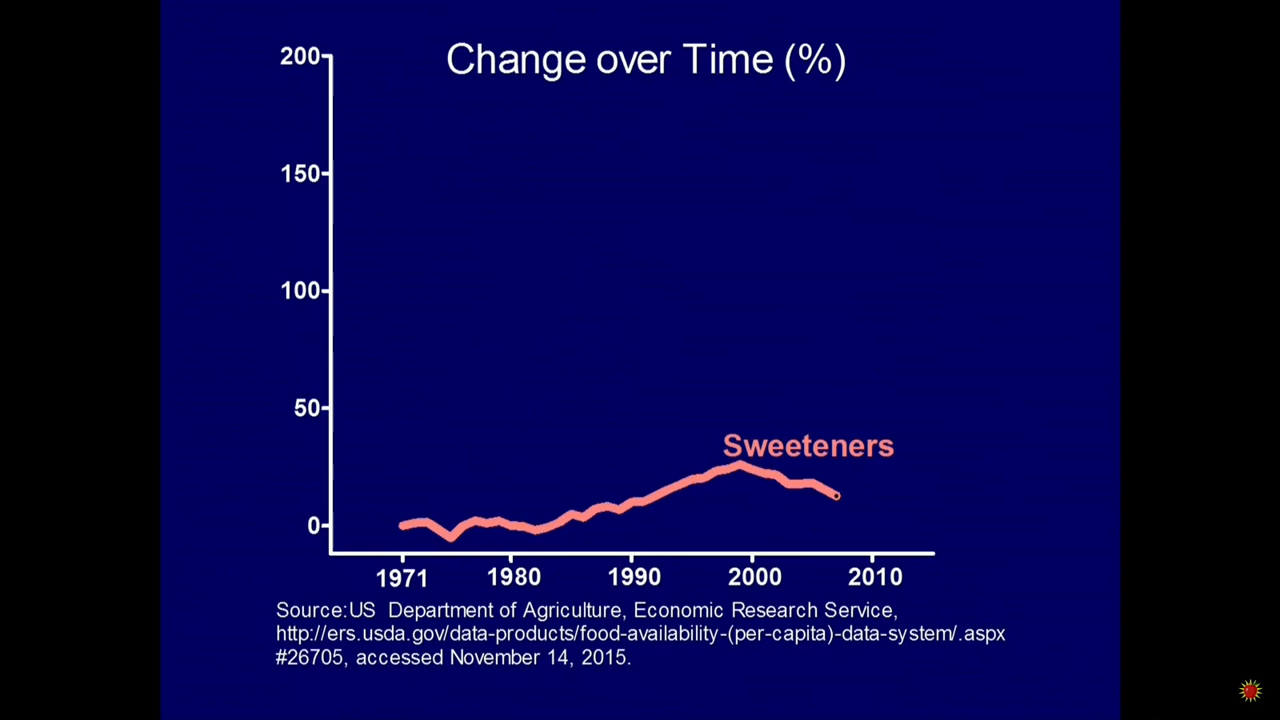 Change over Time (%)
200
150
100
50
0
Sweeteners
1971 1980 1990 2000 2010
Source:US Department of Agriculture, Economic Research Service,
http://ers.usda.gov/data-products/food-availability-(per-capita)-data-system/.aspx
#26705, accessed November 14, 2015.